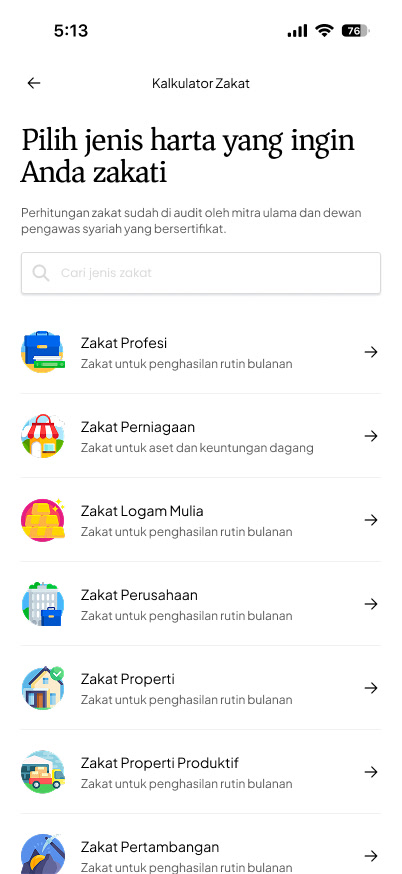 5:13
76
Kalkulator Zakat
Pilih jenis harta yang ingin
Anda zakati
Perhitungan zakat sudah di audit oleh mitra ulama dan dewan
pengawas syariah yang bersertifikat.
Cari jenis zakat
Zakat Profesi
Zakat untuk penghasilan rutin bulanan
Zakat Perniagaan
Zakat untuk aset dan keuntungan dagang
Zakat Logam Mulia
Zakat untuk penghasilan rutin bulanan
Zakat Perusahaan
Zakat untuk penghasilan rutin bulanan
Zakat Properti
Zakat untuk penghasilan rutin bulanan
Zakat Properti Produktif
Zakat untuk penghasilan rutin bulanan
Zakat Pertambangan
Zakat untuk penghasilan rutin bulanan